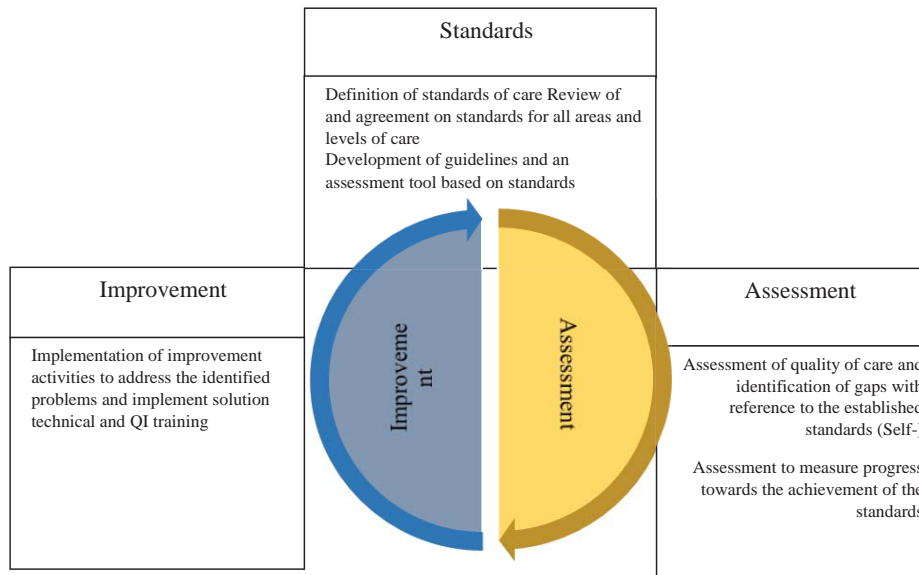 Standards
Definition of standards of care Review of
and agreement on standards for all areas and
levels of care
Development of guidelines and an
assessment tool based on standards
Improvement
Implementation of improvement
activities to address the identified
problems and implement solution
technical and QI training
Improveme
nt
Assessment
Assessment
Assessment of quality of care and
identification of gaps with
reference to the established
standards (Self-)
Assessment to measure progress
towards the achievement of the
standards